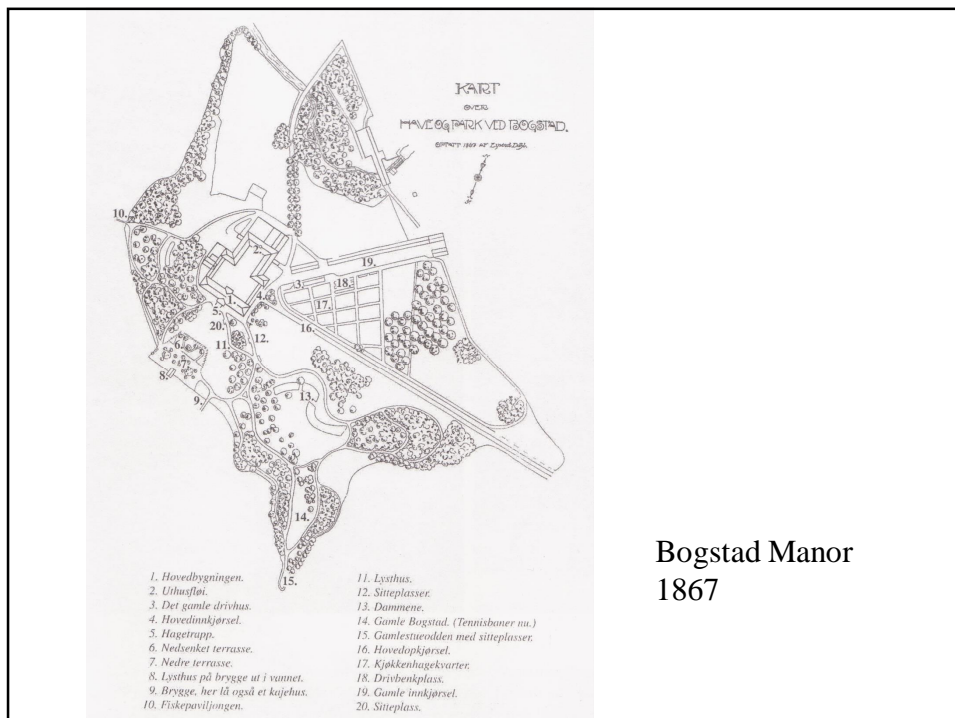 KART
OVER
HAVE OG PARK VED BOGSTAD.
OPTATT 1867 AF
10.
2.
19.
3.
18.
1.
4.
17.
5.
16.
20.
12.
11.
6.
7.
8.
13.
9.
14.
15.
1. Hovedbygningen.
2. Uthusfløi.
3. Det gamle drivhus.
4. Hovedinnkjørsel.
5. Hagetrapp.
6. Nedsenket terrasse.
7. Nedre terrasse.
8. Lysthus på brygge ut i vannet.
9. Brygge, her lå også et kajehus.
10. Fiskepaviljongen.
11. Lysthus.
12. Sitteplasser.
13. Dammene.
14. Gamle Bogstad. (Tennisbaner nu.)
15. Gamlestueodden med sitteplasser.
16. Hovedopkjørsel.
17. Kjøkkenhagekvarter.
18. Drivbenkplass.
19. Gamle innkjørsel.
20. Sitteplass.
Bogstad Manor
1867